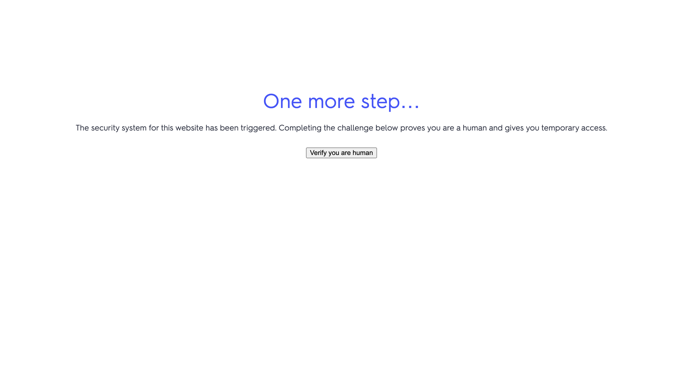 One more step...
The security system for this website has been triggered. Completing the challenge below proves you are a human and gives you temporary access.
Verify you are human